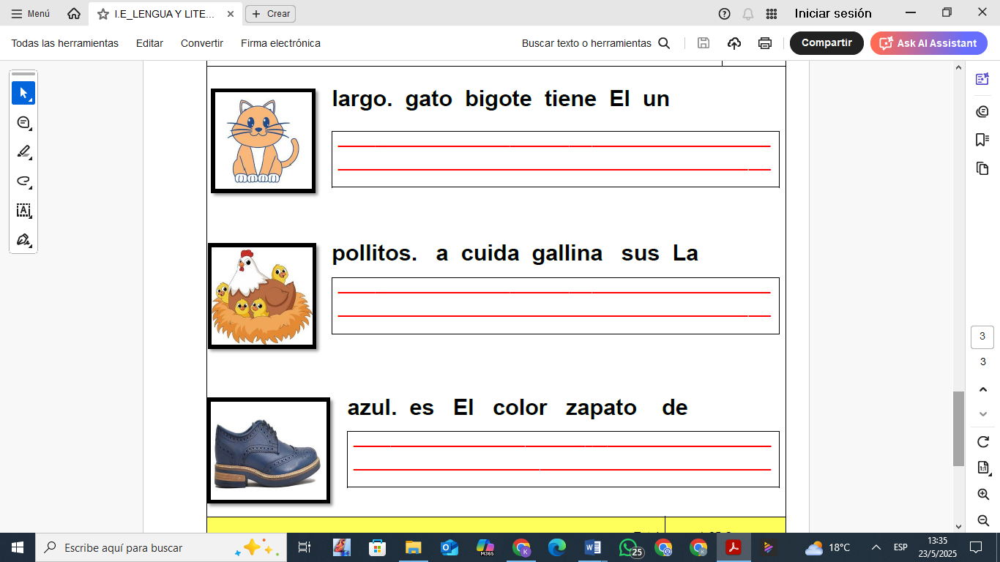 Menú
I.E_LENGUA Y LITE...
Crear
Iniciar sesión
Todas las herramientas
Editar
Convertir
Firma electrónica
Buscar texto o herramientas
Compartir
Ask AI Assistant
largo. gato bigote tiene El un
pollitos. a cuida gallina sus La
azul. es El color zapato de
3
3
1:1
Escribe aquí para buscar
M365
K
25
K
18°C
ESP
13:35
23/5/2025